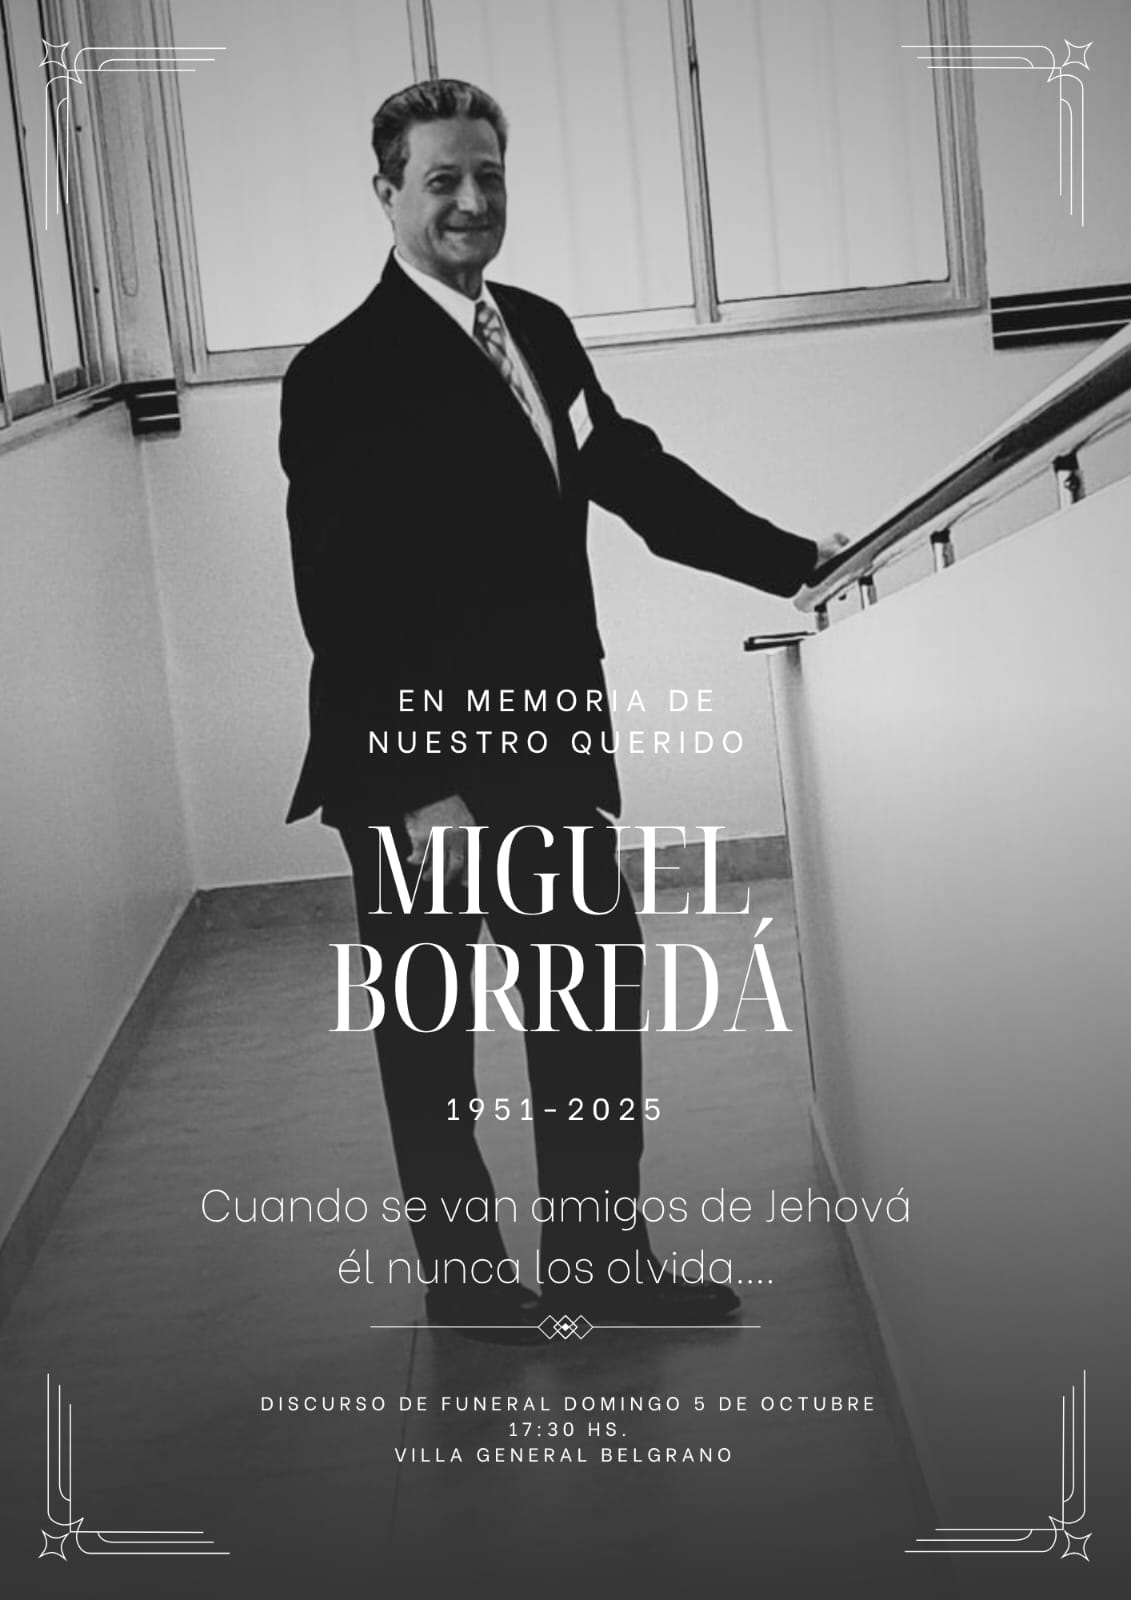 EN MEMORIA DE
NUESTRO QUERIDO
MIGUEL
BORREDÁ
1951-2025
Cuando se van amigos de Jehová
él nunca los olvida....
DISCURSO DE FUNERAL DOMINGO 5 DE OCTUBRE
17:30 HS.
VILLA GENERAL BELGRANO